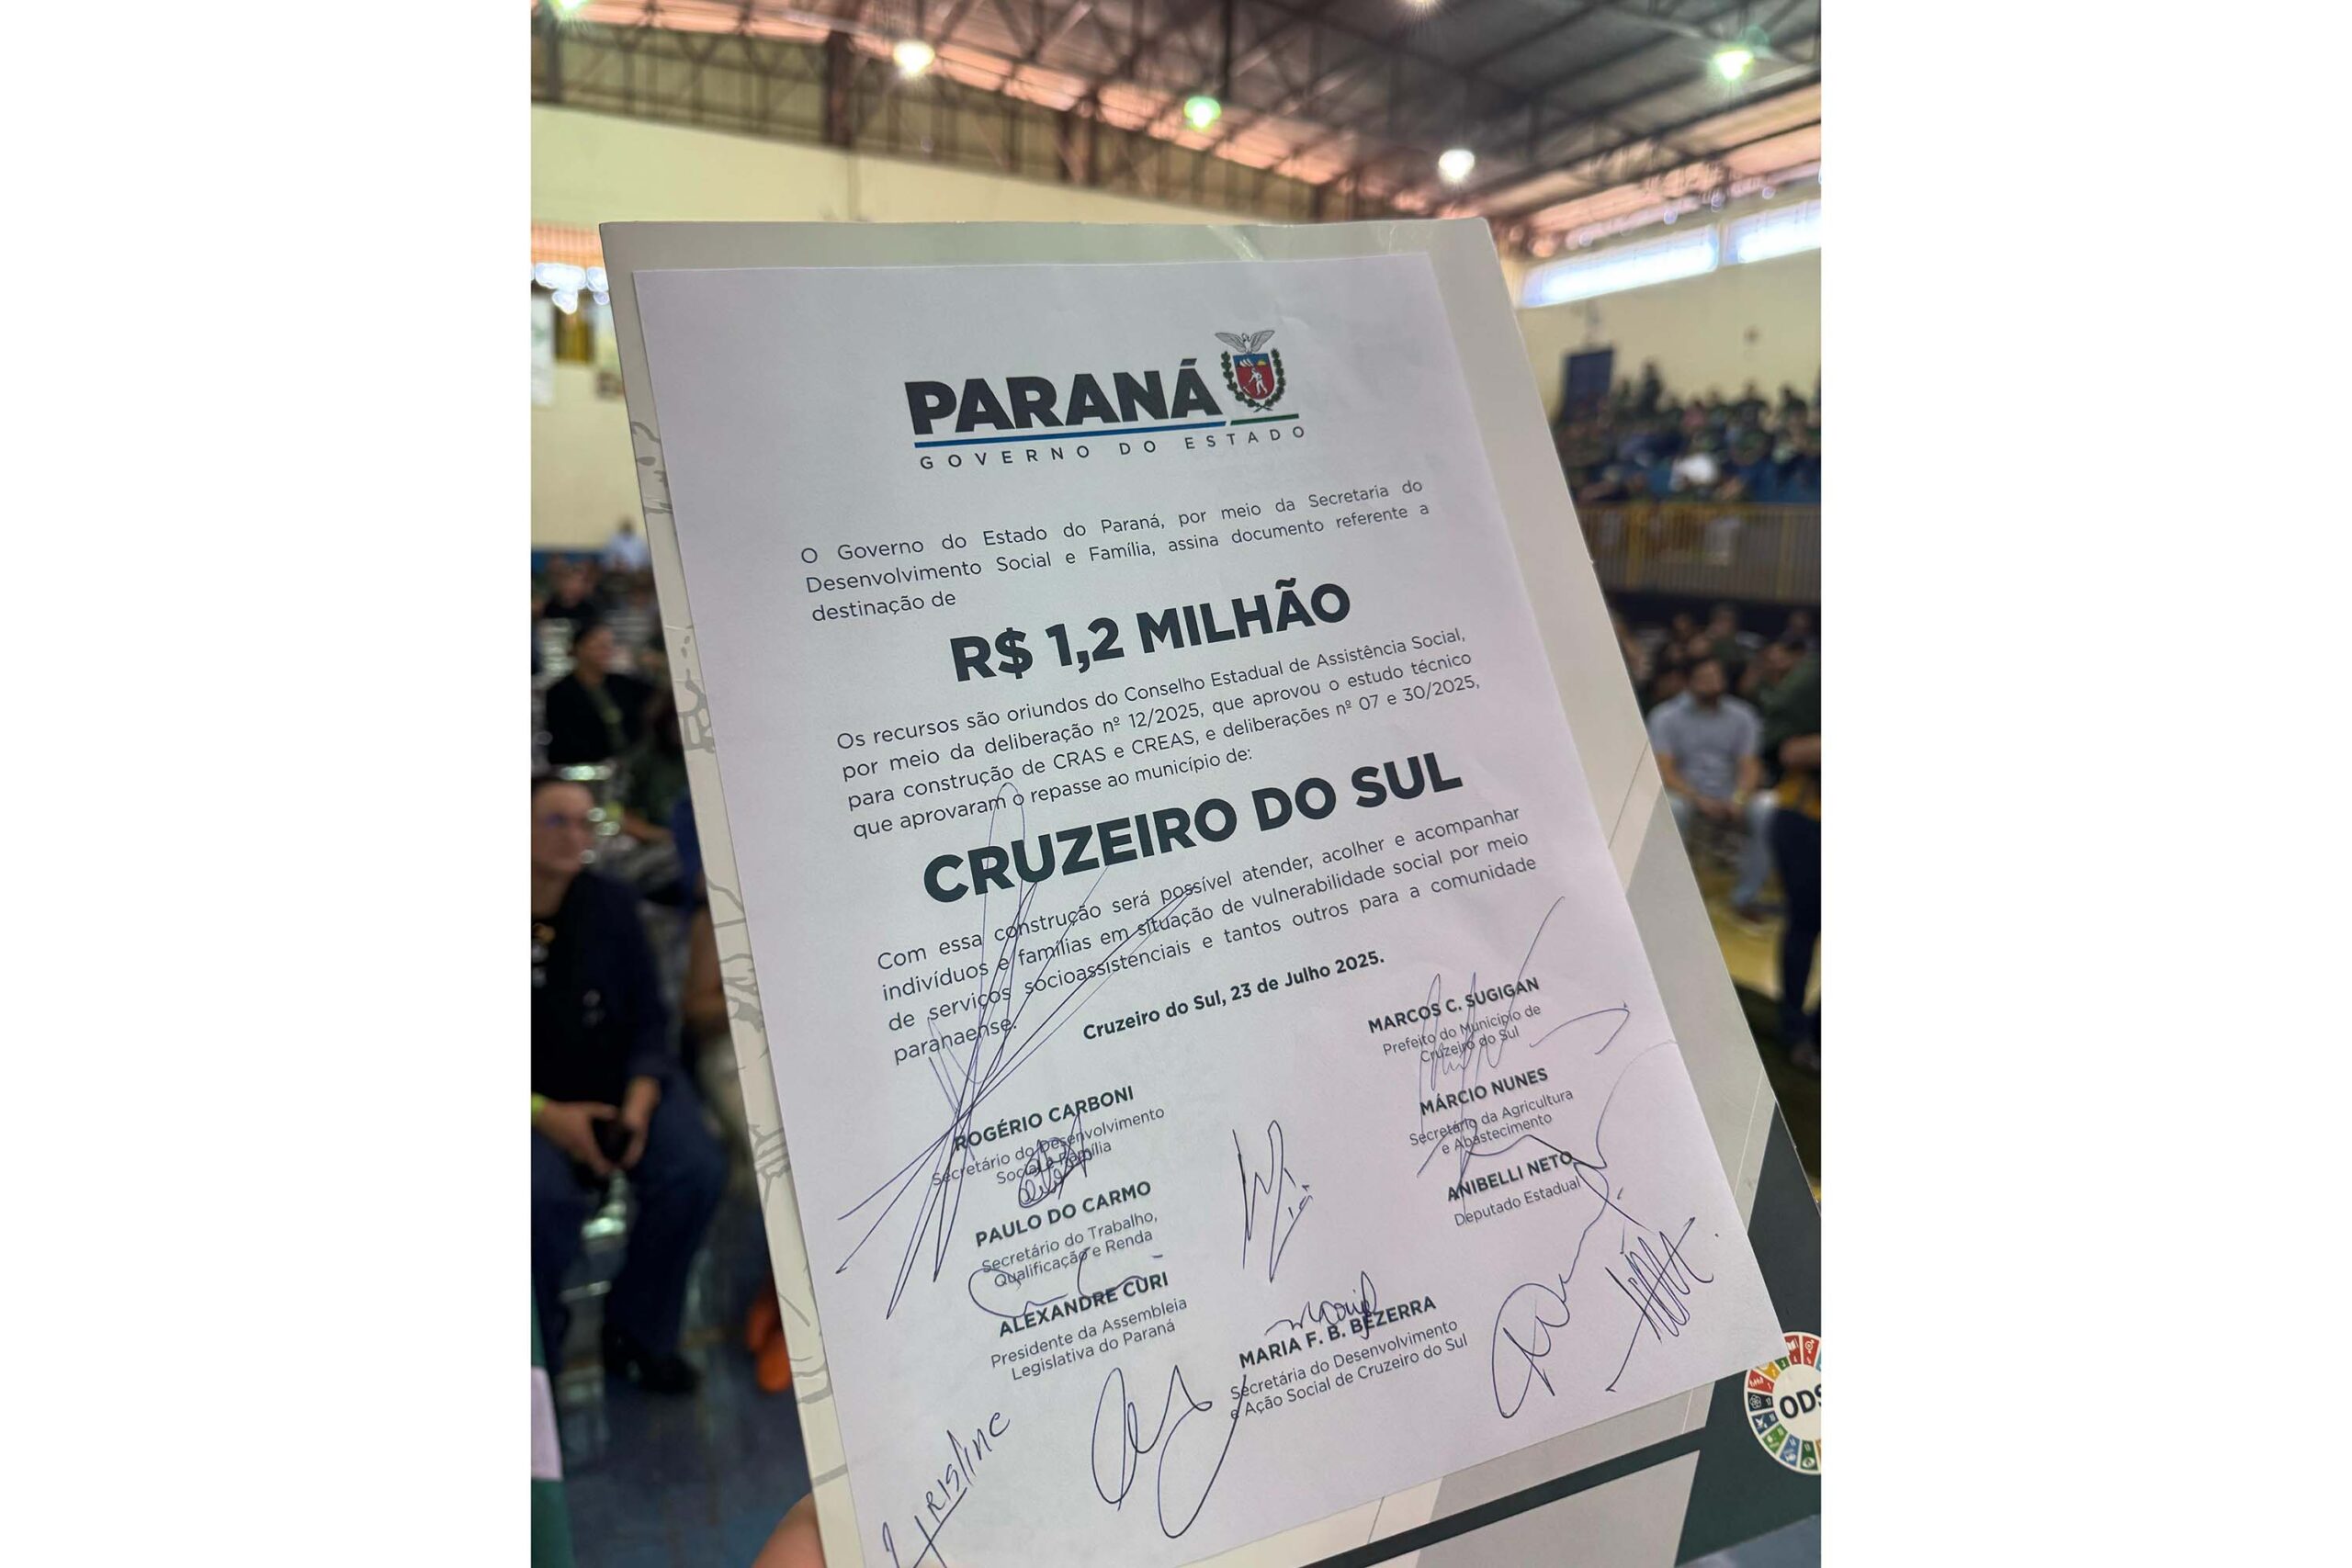 PARANÁ
GOVERNO DO ESTADO
O Governo do Estado do Paraná, por meio da Secretaria do
Desenvolvimento Social e Família, assina documento referente a
destinação de
R$ 1,2 MILHÃO
Os recursos são oriundos do Conselho Estadual de Assistência Social,
por meio da deliberação nº 12/2025, que aprovou o estudo técnico
para construção de CRAS e CREAS, e deliberações nº 07 e 30/2025,
que aprovaram o repasse ao município de:
CRUZEIRO DO SUL
Com essa construção será possível atender, acolher e acompanhar
indivíduos e famílias em situação de vulnerabilidade social por meio
de serviços socioassistenciais e tantos outros para a comunidade
paranaense.
Cruzeiro do Sul, 23 de Julho 2025.
MARCOS C. SUGIGAN
Prefeito do Município de
Cruzeiro do Sul
ROGÉRIO CARBONI
Secretário do Desenvolvimento
Social e Família
MÁRCIO NUNES
Secretário da Agricultura
e Abastecimento
PAULO DO CARMO
Secretário do Trabalho,
Qualificação e Renda
ANIBELLI NETO
Deputado Estadual
ALEXANDRE CURI
Presidente da Assembleia
Legislativa do Paraná
MARIA F. B. BEZERRA
Secretária do Desenvolvimento
e Ação Social de Cruzeiro do Sul
ODS